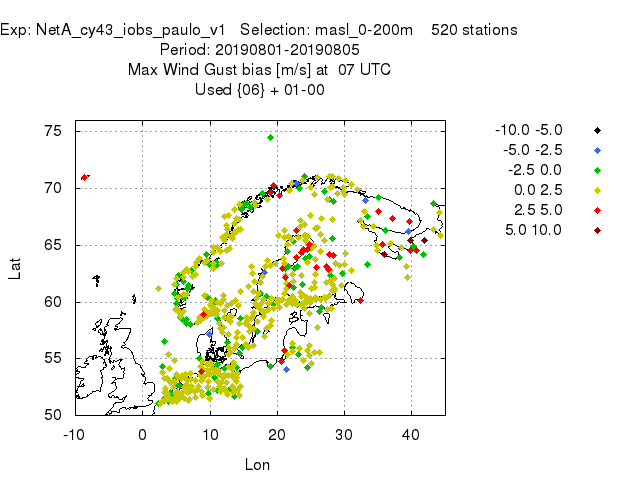 Exp: NetA_cy43_iobs_paulo_v1 Selection: masl_0-200m 520 stations
Period: 20190801-20190805
Max Wind Gust bias [m/s] at 07 UTC
Used {06} + 01-00
75
70
65
60
55
50
Lat
-10 0 10 20 30 40
Lon
-10.0 -5.0
-5.0 -2.5
-2.5 0.0
0.0 2.5
2.5 5.0
5.0 10.0